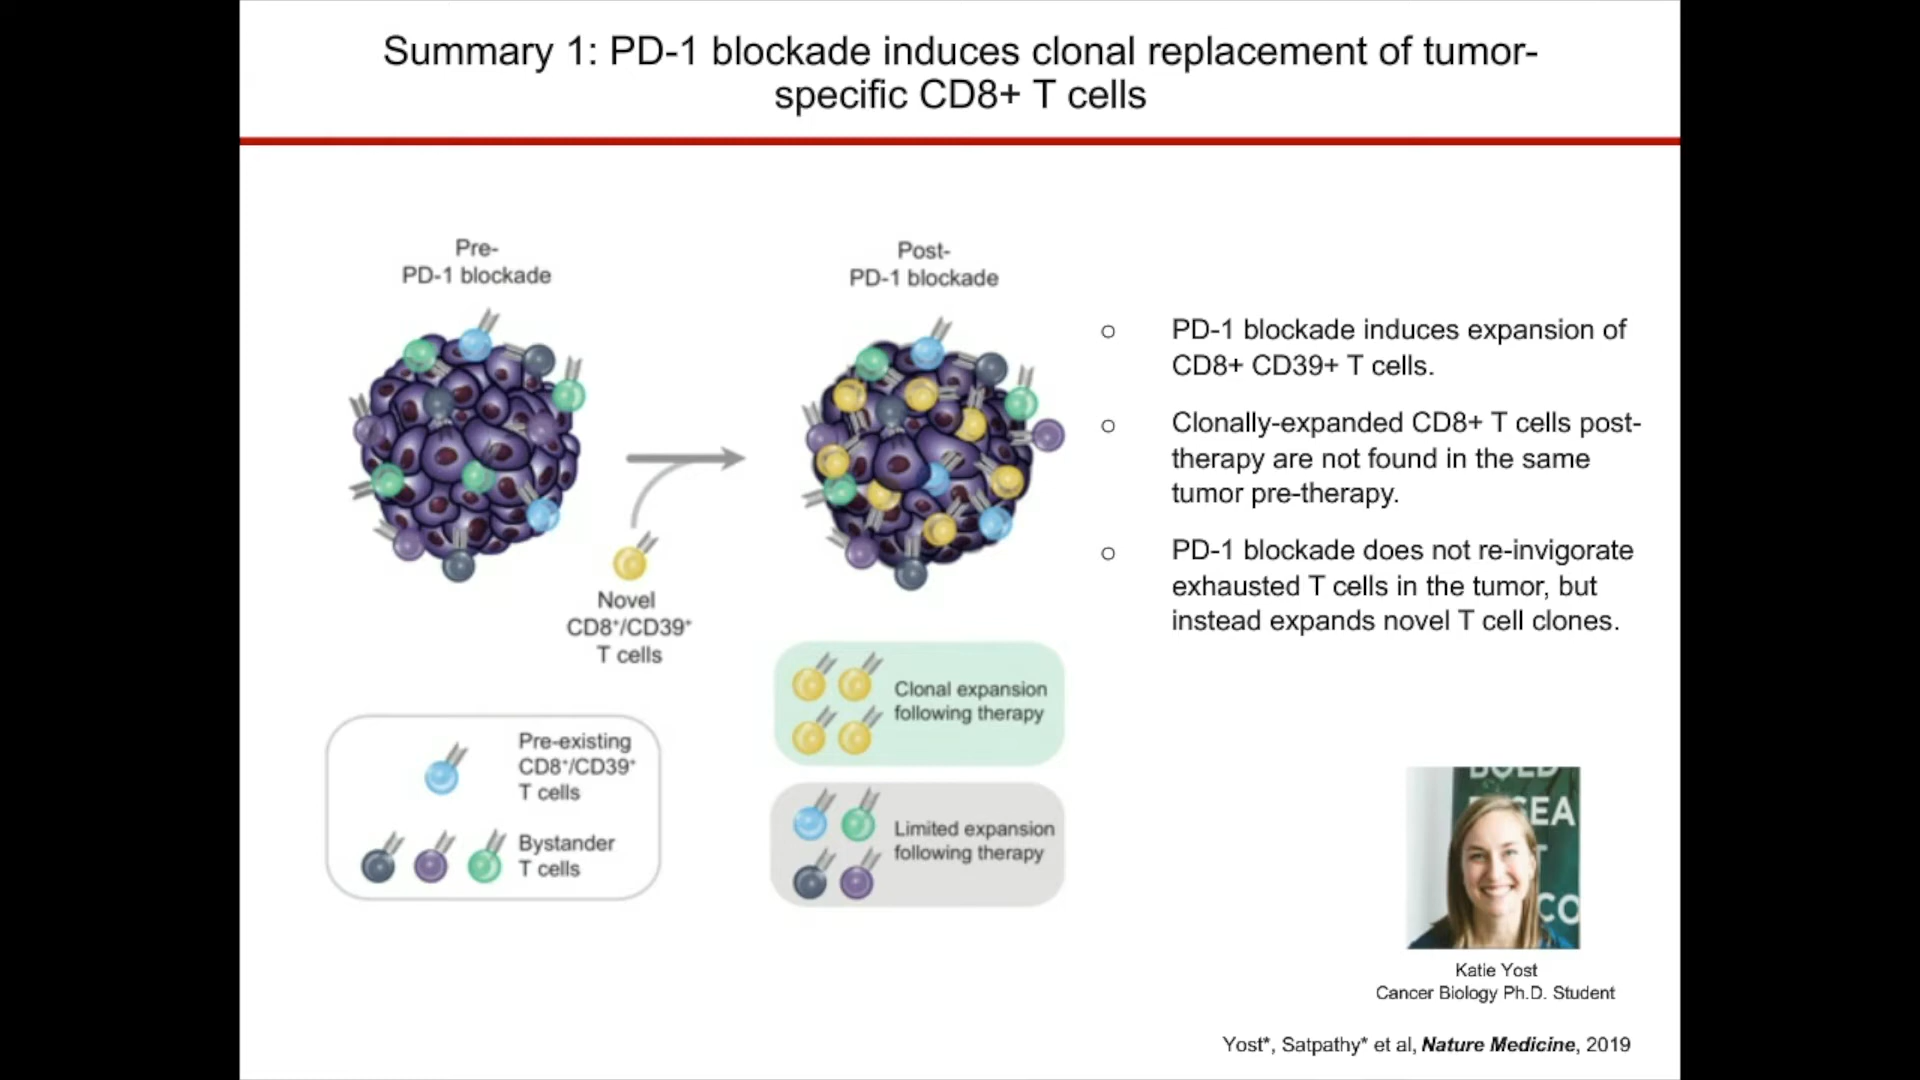 Summary 1: PD-1 blockade induces clonal replacement of tumor-
specific CD8+ T cells
Pre-
PD-1 blockade
Post-
PD-1 blockade
Novel
CD8⁺/CD39⁺
T cells
Pre-existing
CD8⁺/CD39⁺
T cells
Bystander
T cells
Clonal expansion
following therapy
Limited expansion
following therapy
○ PD-1 blockade induces expansion of
CD8+ CD39+ T cells.
○ Clonally-expanded CD8+ T cells post-
therapy are not found in the same
tumor pre-therapy.
○ PD-1 blockade does not re-invigorate
exhausted T cells in the tumor, but
instead expands novel T cell clones.
Katie Yost
Cancer Biology Ph.D. Student
Yost*, Satpathy* et al, Nature Medicine, 2019